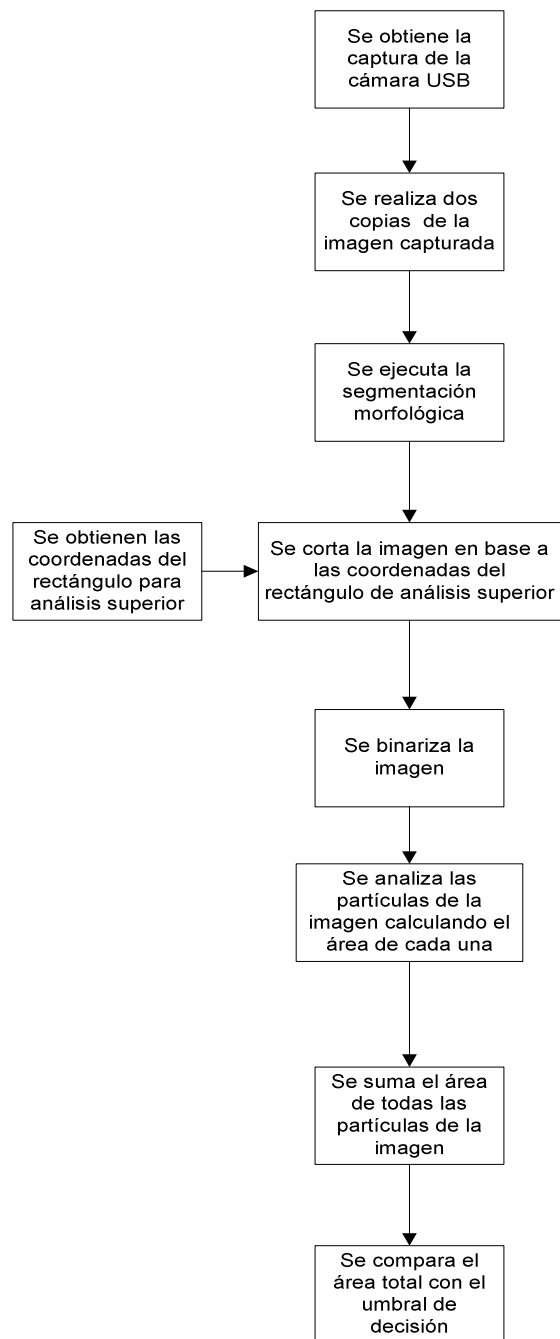 Se obtiene la
captura de la
cámara USB
Se realiza dos
copias de la
imagen capturada
Se ejecuta la
segmentación
morfológica
Se obtienen las
coordenadas del
rectángulo para
análisis superior
Se corta la imagen en base a
las coordenadas del
rectángulo de análisis superior
Se binariza la
imagen
Se analiza las
partículas de la
imagen calculando el
área de cada una
Se suma el área
de todas las
partículas de la
imagen
Se compara el
área total con el
umbral de
decisión